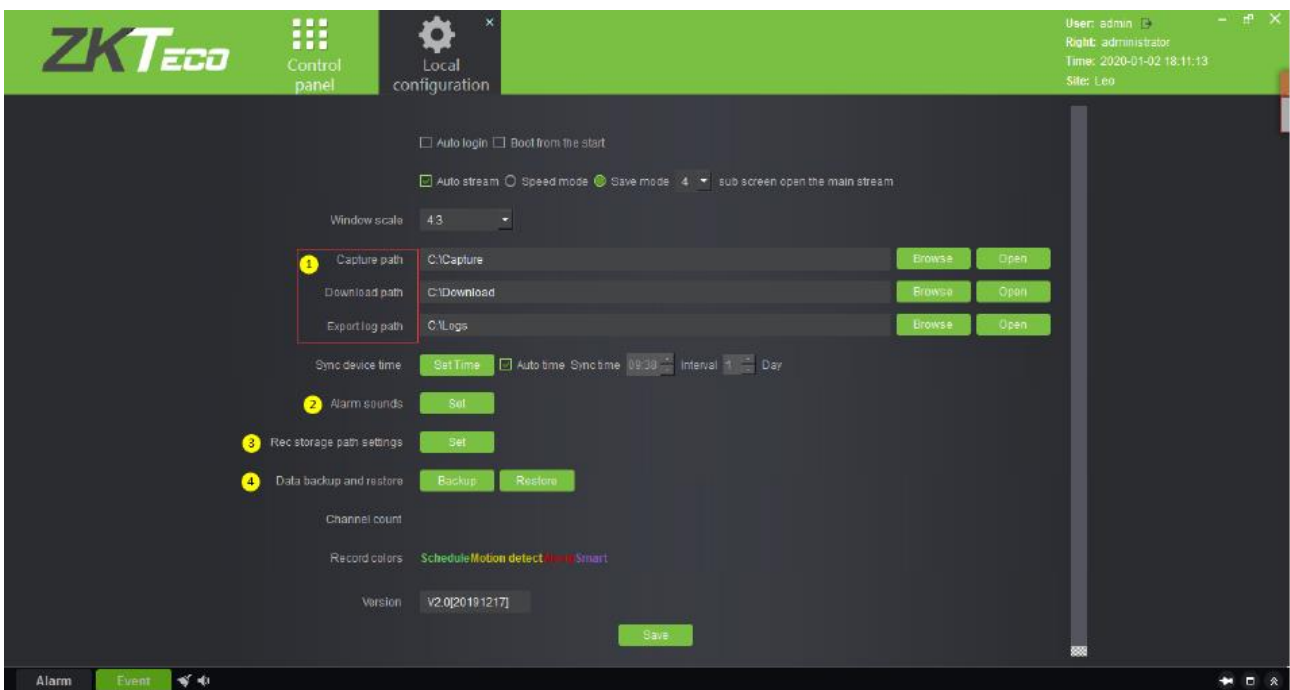 ZKTeco
Control panel
Local configuration
×
User: admin
Right: administrator
Time: 2020-01-02 18:11:13
Site: Leo
Auto login Boot from the start
Auto stream Speed mode Save mode 4 sub screen open the main stream
Window scale 4:3
1 Capture path C:\Capture Browse Open
Download path C:\Download Browse Open
Export log path C:\Logs Browse Open
Sync device time Set Time Auto time Sync time 09:30 Interval 1 Day
2 Alarm sounds Set
3 Rec storage path settings Set
4 Data backup and restore Backup Restore
Channel count
Record colors Schedule Motion detect Alarm Smart
Version V2.0[20191217]
Save
Alarm Event